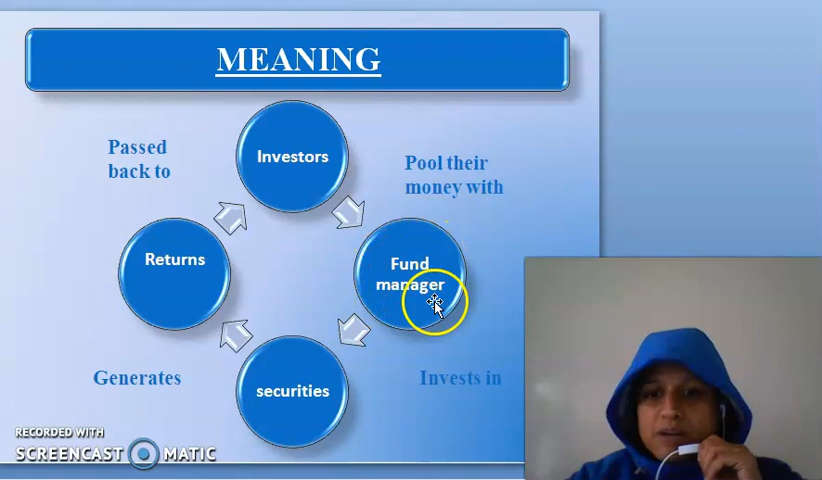 MEANING
Investors
Pool their
money with
Fund
manager
Invests in
securities
Generates
Returns
Passed
back to
RECORDED WITH
SCREENCAST MATIC